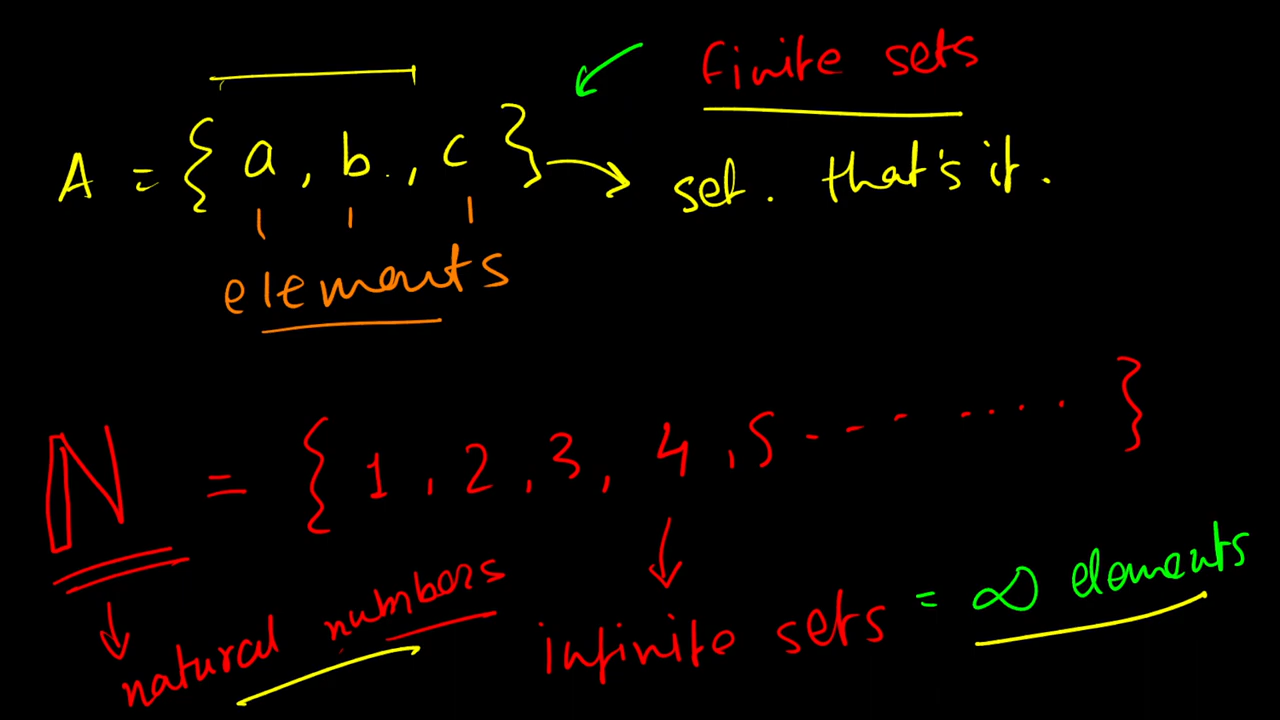 finite sets
A = { a, b, c } → set. that's it.
elements
ℕ = { 1, 2, 3, 4, 5 - - - - - .... }
natural numbers
infinite sets = ∞ elements